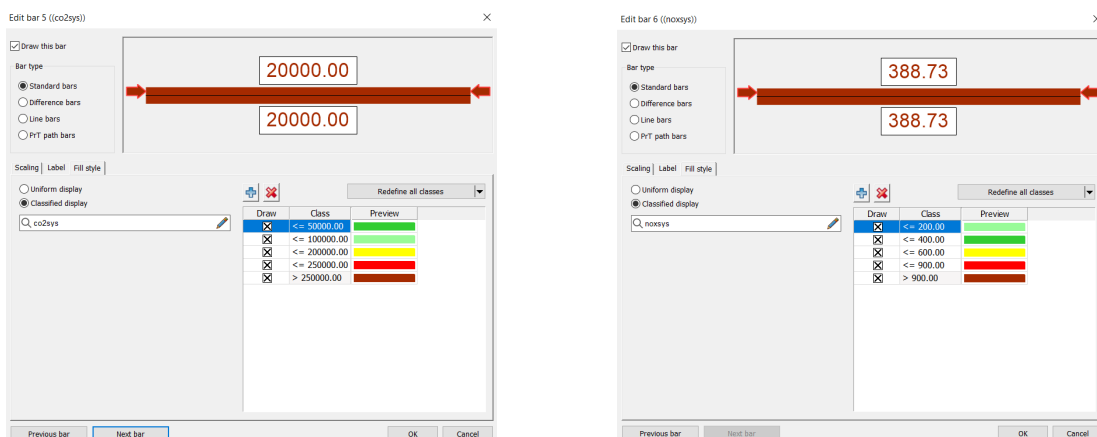 Edit bar 5 ((co2sys))
Draw this bar
Bar type
Standard bars
Difference bars
Line bars
PrT path bars
20000.00
20000.00
Scaling Label Fill style
Uniform display
Classified display
co2sys
Redefine all classes
Draw Class Preview
<= 50000.00
<= 100000.00
<= 200000.00
<= 250000.00
> 250000.00
Previous bar Next bar OK Cancel
Edit bar 6 ((noxsys))
Draw this bar
Bar type
Standard bars
Difference bars
Line bars
PrT path bars
388.73
388.73
Scaling Label Fill style
Uniform display
Classified display
noxsys
Redefine all classes
Draw Class Preview
<= 200.00
<= 400.00
<= 600.00
<= 900.00
> 900.00
Previous bar Next bar OK Cancel